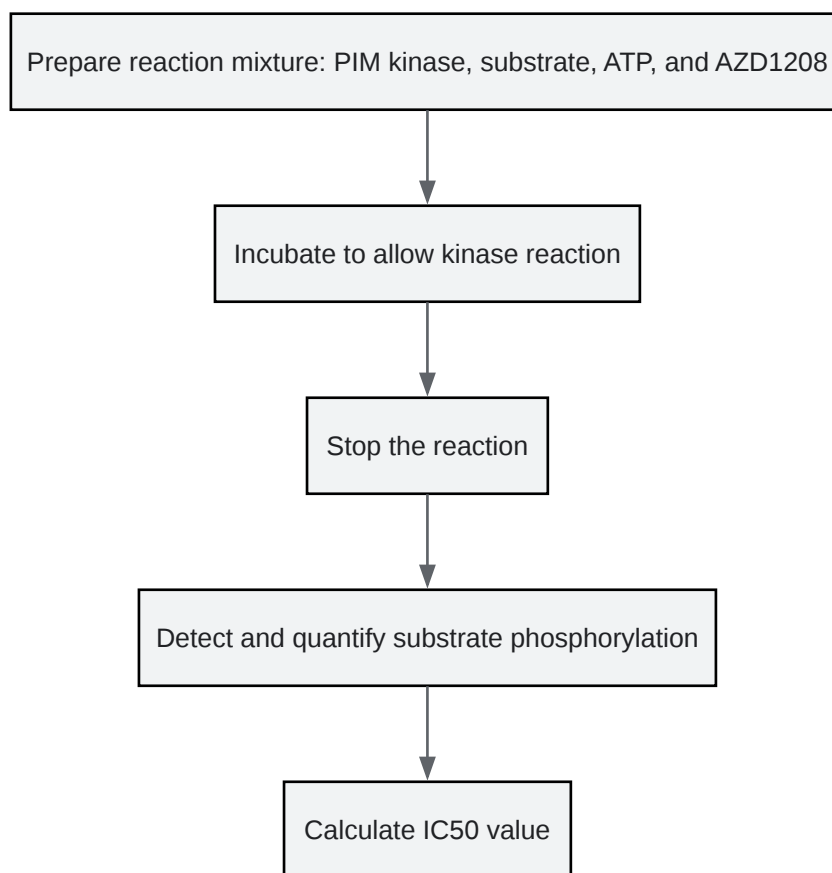 Prepare reaction mixture: PIM kinase, substrate, ATP, and AZD1208
Incubate to allow kinase reaction
Stop the reaction
Detect and quantify substrate phosphorylation
Calculate IC50 value